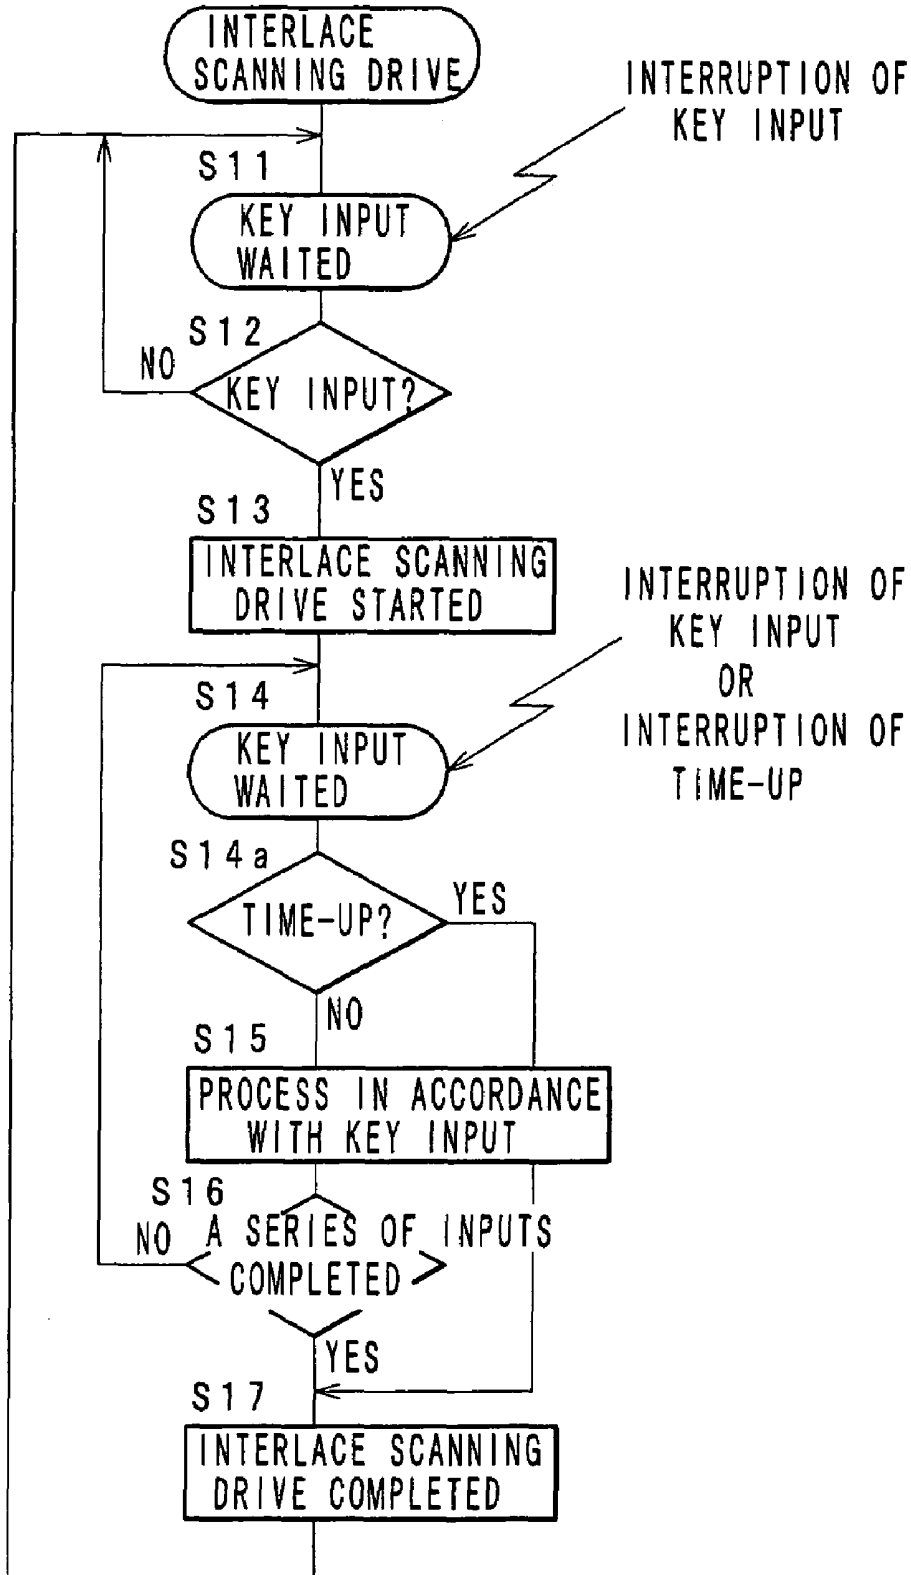 INTERLACE
SCANNING DRIVE
INTERRUPTION OF
KEY INPUT
S11
KEY INPUT
WAITED
S12
NO
KEY INPUT?
YES
S13
INTERLACE SCANNING
DRIVE STARTED
INTERRUPTION OF
KEY INPUT
OR
INTERRUPTION OF
TIME-UP
S14
KEY INPUT
WAITED
S14a
YES
TIME-UP?
NO
S15
PROCESS IN ACCORDANCE
WITH KEY INPUT
S16
NO
A SERIES OF INPUTS
COMPLETED
YES
S17
INTERLACE SCANNING
DRIVE COMPLETED